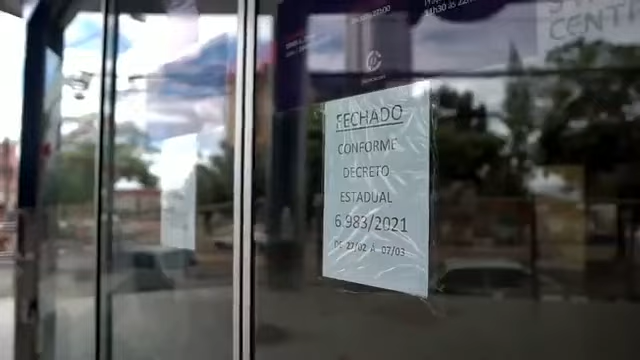 FECHADO
CONFORME
DECRETO
ESTADUAL
6.983/2021
DE 27/02 A 07/03